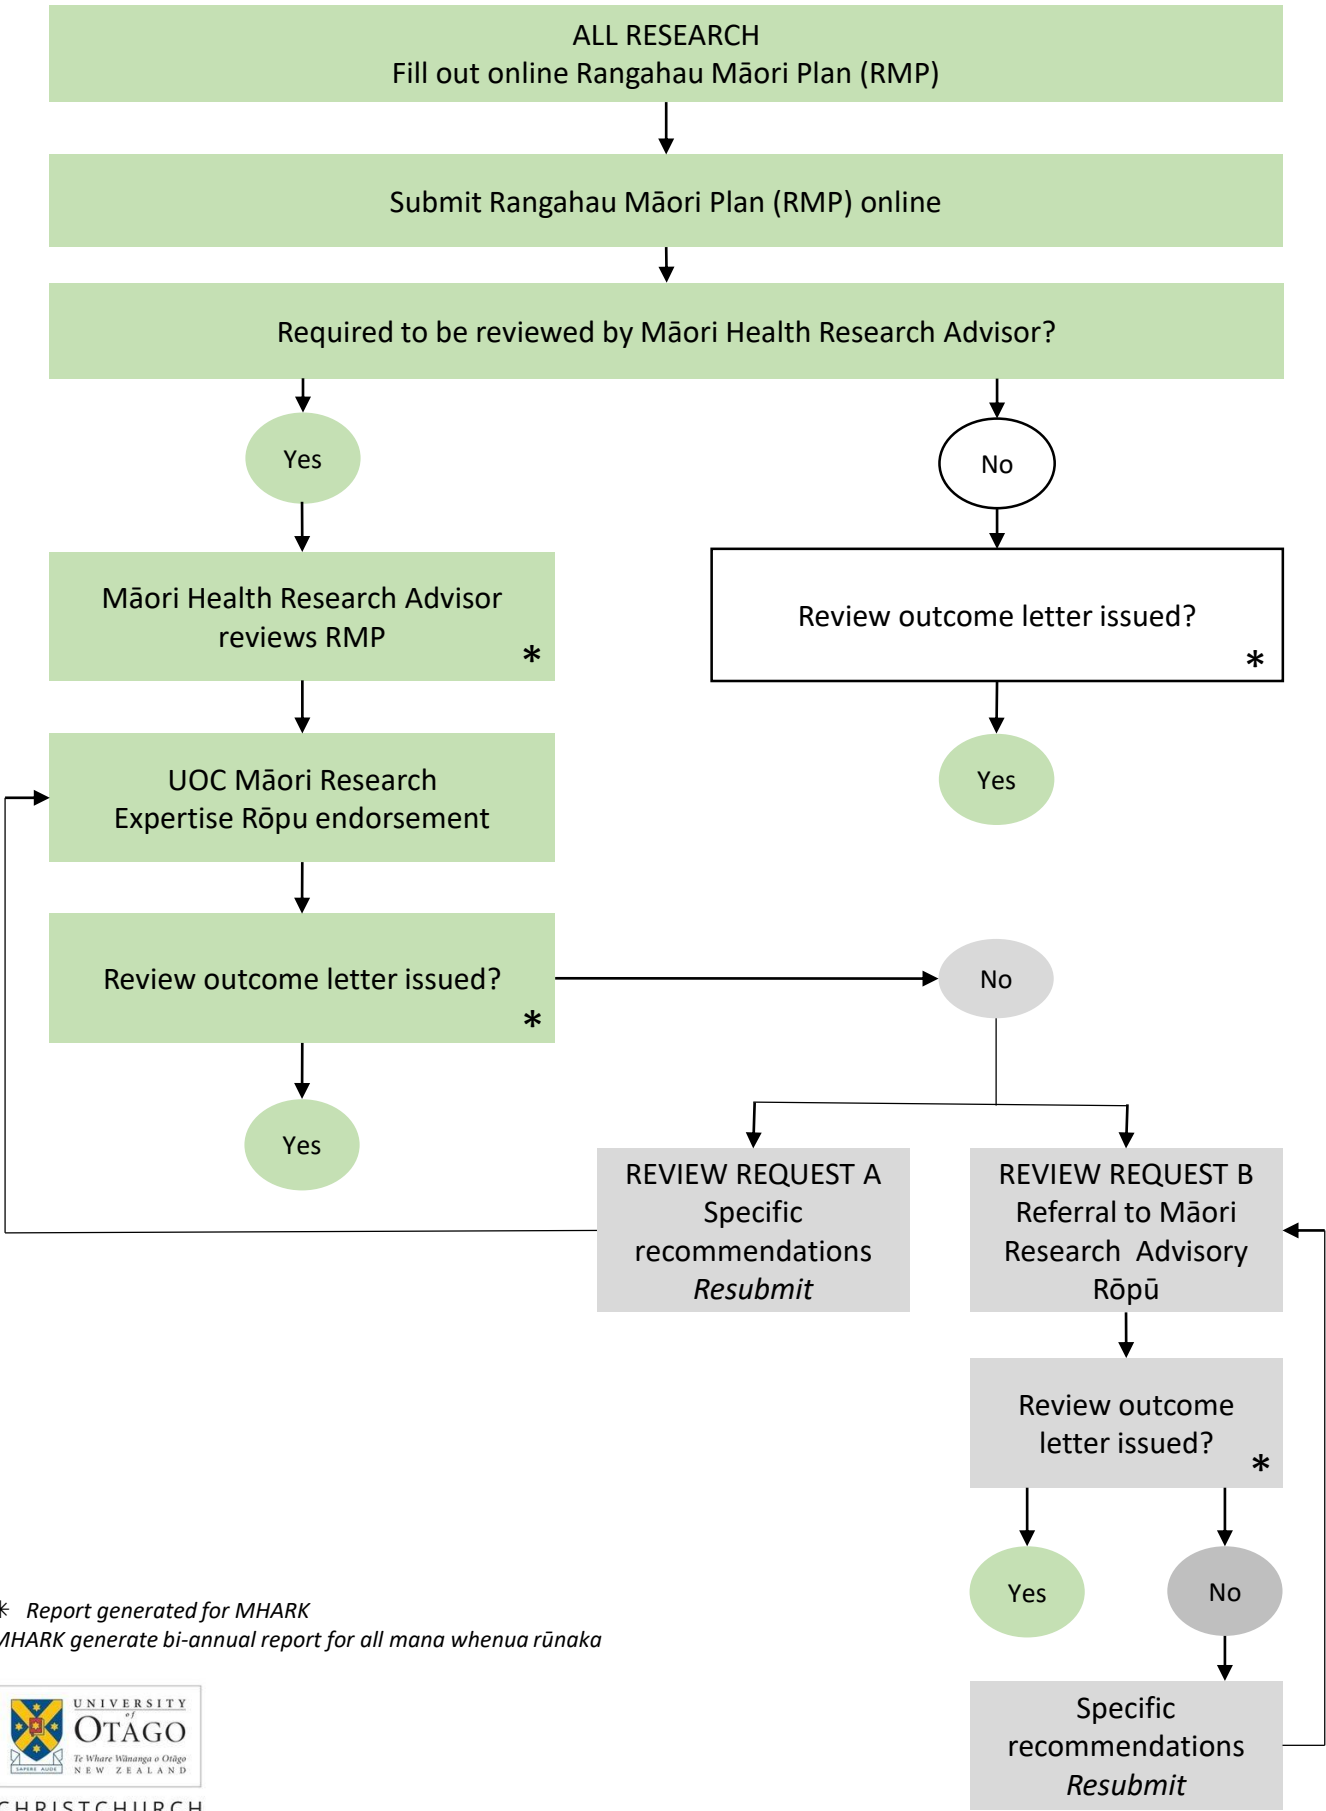 ALL RESEARCH
Fill out online Rangahau Māori Plan (RMP)
Submit Rangahau Māori Plan (RMP) online
Required to be reviewed by Māori Health Research Advisor?
Yes
No
Māori Health Research Advisor
reviews RMP
*
Review outcome letter issued?
*
UOC Māori Research
Expertise Rōpu endorsement
Yes
Review outcome letter issued?
*
No
Yes
REVIEW REQUEST A
Specific
recommendations
Resubmit
REVIEW REQUEST B
Referral to Māori
Research Advisory
Rōpū
Review outcome
letter issued?
*
Yes
No
Specific
recommendations
Resubmit
* Report generated for MHARK
MHARK generate bi-annual report for all mana whenua rūnaka
UNIVERSITY
of
OTAGO
Te Whare Wānanga o Otāgo
NEW ZEALAND
SAPERE AUDE
CHRISTCHURCH